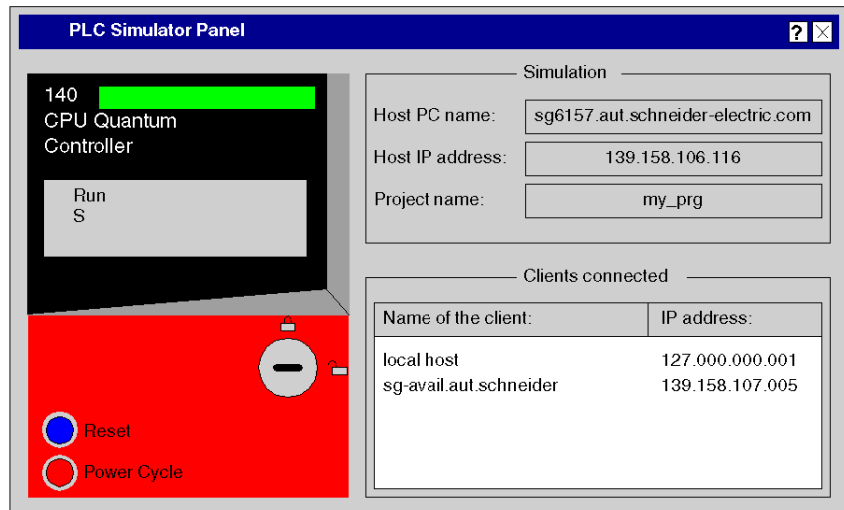 PLC Simulator Panel
?
140
CPU Quantum
Controller
Run
S
Reset
Power Cycle
Simulation
Host PC name: sg6157.aut.schneider-electric.com
Host IP address: 139.158.106.116
Project name: my_prg
Clients connected
Name of the client: IP address:
local host 127.000.000.001
sg-avail.aut.schneider 139.158.107.005